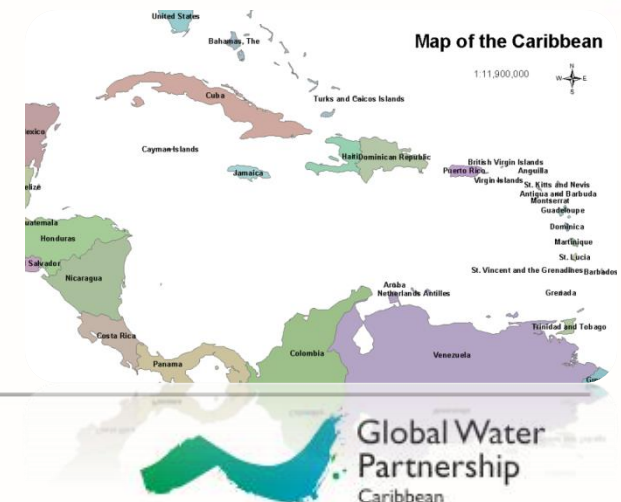 United States
Bahamas, The
Map of the Caribbean
1:11,900,000
N
W E
S
Cuba
Turks and Caicos Islands
exico
Cayman Islands
Haiti Dominican Republic
British Virgin Islands
Jamaica
Puerto Rico
Anguilla
Virgin Islands
St. Kitts and Nevis
elize
Antigua and Barbuda
Montserrat
Guadeloupe
uatemala
Dominica
Honduras
Martinique
St. Lucia
Salvador
St. Vincent and the Grenadines Barbados
Nicaragua
Aruba
Netherlands Antilles
Grenada
Costa Rica
Trinidad and Tobago
Colombia
Venezuela
Panama
Global Water
Partnership
Caribbean